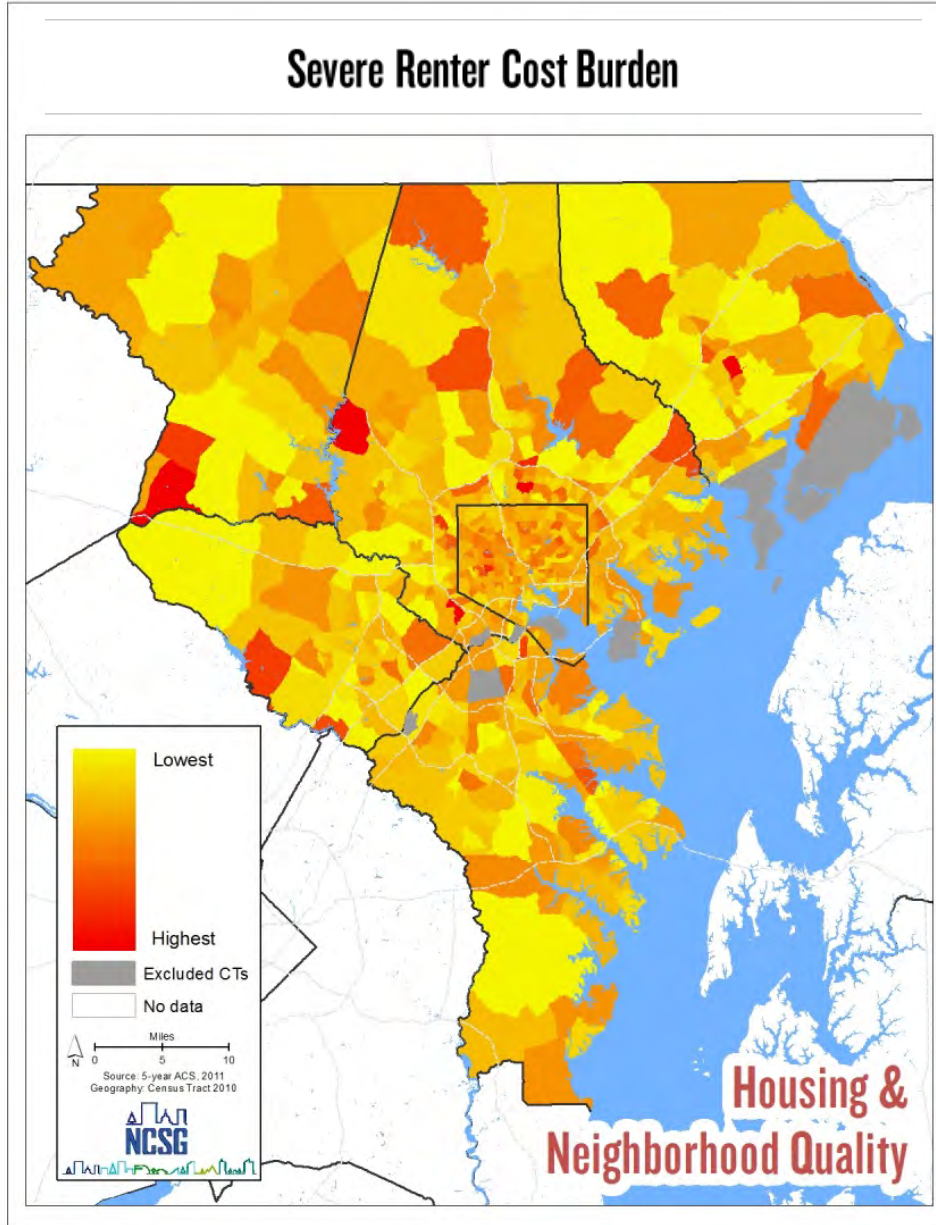 Severe Renter Cost Burden
Lowest
Highest
Excluded CTs
No data
Miles
N
0 5 10
Source: 5-year ACS, 2011
Geography: Census Tract 2010
NCSG
Housing &
Neighborhood Quality